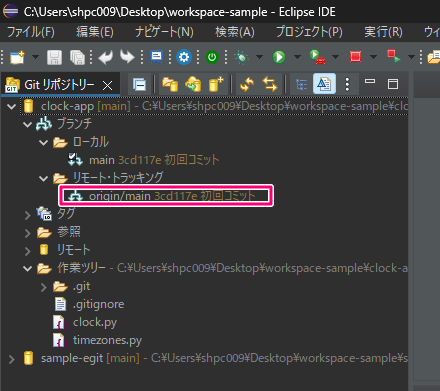 C:\Users\shpc009\Desktop\workspace-sample - Eclipse IDE
ファイル(F) 編集(E) ナビゲート(N) 検索(A) プロジェクト(P) 実行(R) ウィ
Git リポジトリー
clock-app [main] - C:¥Users¥shpc009¥Desktop¥workspace-sample¥clo
ブランチ
ローカル
main 3cd117e 初回コミット
リモート・トラッキング
origin/main 3cd117e 初回コミット
タグ
参照
リモート
作業ツリー - C:¥Users¥shpc009¥Desktop¥workspace-sample¥clock-a
.git
.gitignore
clock.py
timezones.py
sample-egit [main] - C:¥Users¥shpc009¥Desktop¥workspace-sample¥s